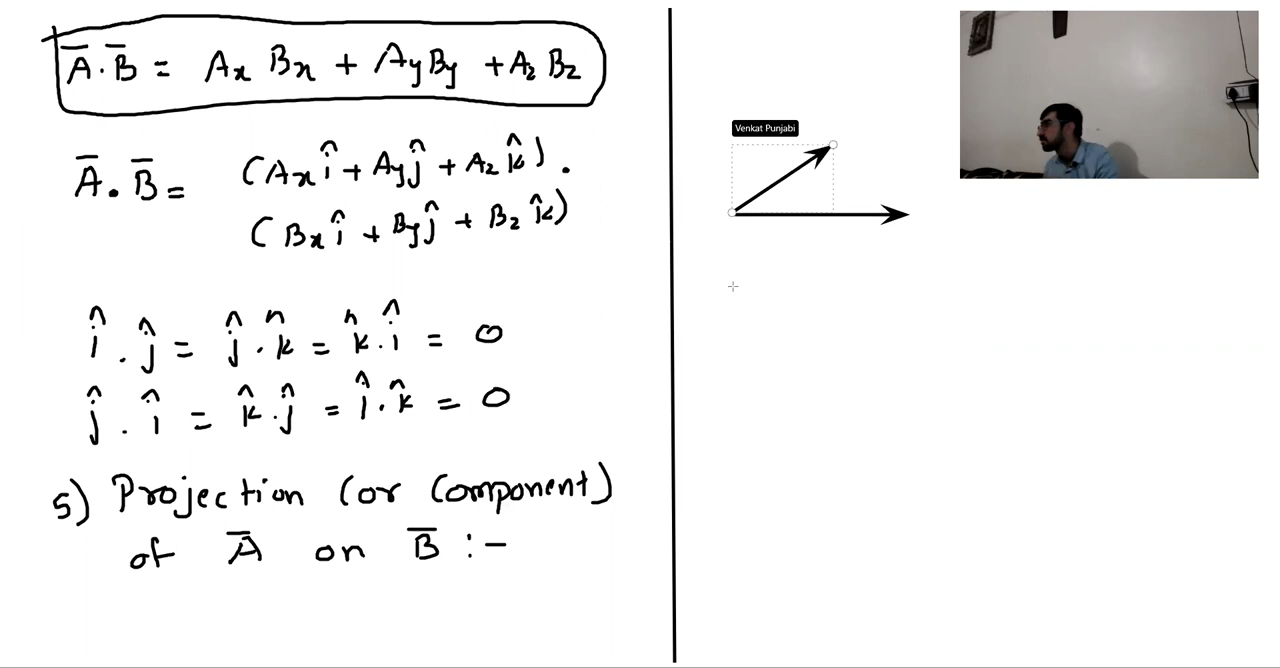 A̅.B̅ = Ax Bx + Ay By + Az Bz
A̅.B̅ = (Ax î + Ay ĵ + Az k̂).
(Bx î + By ĵ + Bz k̂)
î.ĵ = ĵ.k̂ = k̂.î = 0
ĵ.î = k̂.ĵ = î.k̂ = 0
5) Projection (or Component)
of A̅ on B̅ :-
Venkat Punjabi